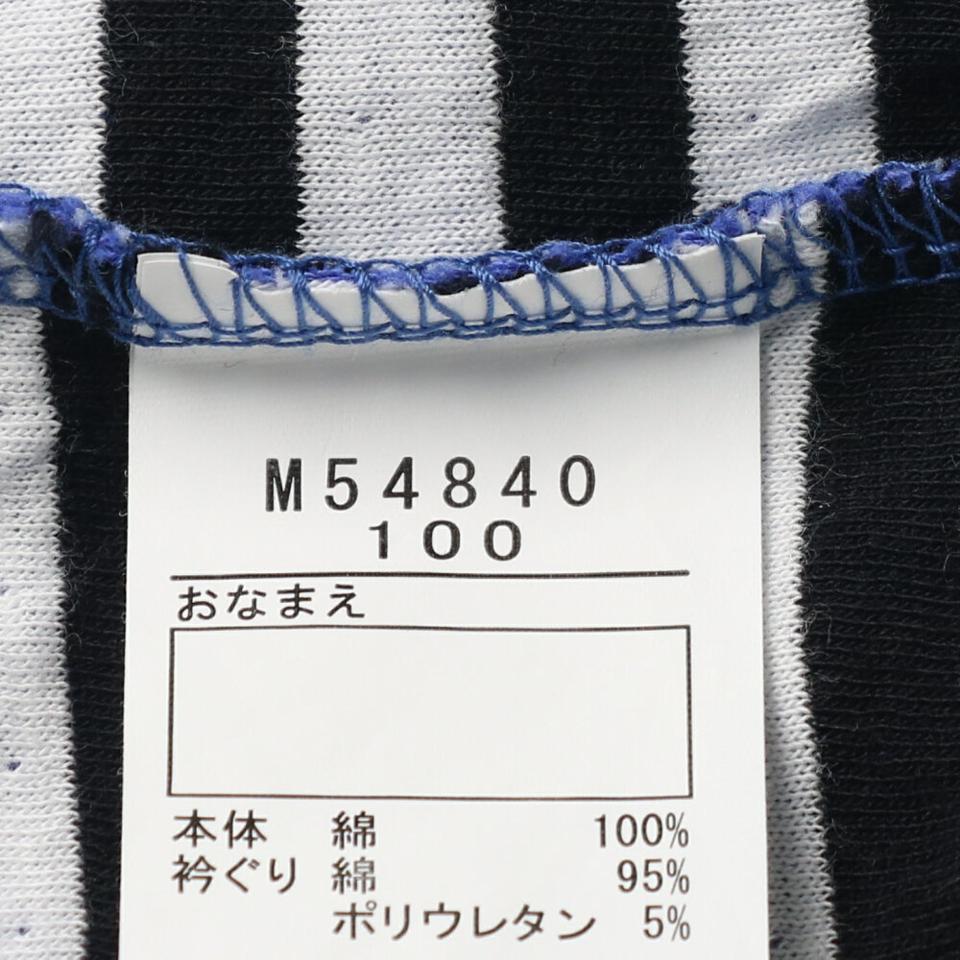 M54840
100
おなまえ
本体 綿 100%
衿ぐり 綿 95%
ポリウレタン 5%